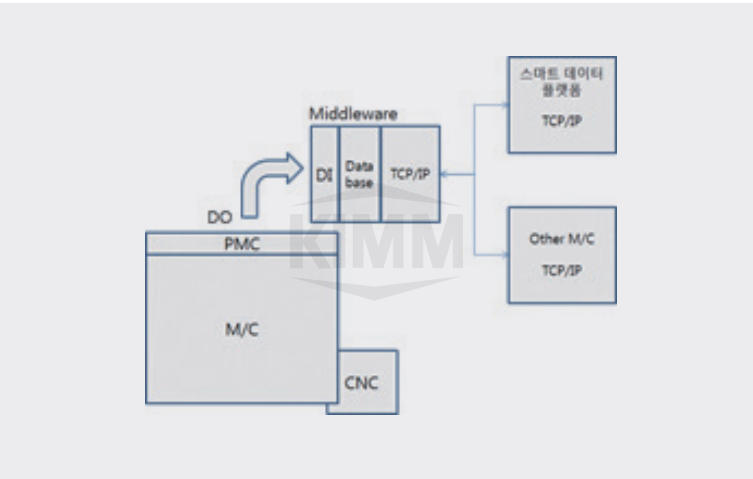 스마트 데이터
플랫폼
TCP/IP
Middleware
DI
Data
base
TCP/IP
DO
PMC
KIMM
Other M/C
TCP/IP
M/C
CNC